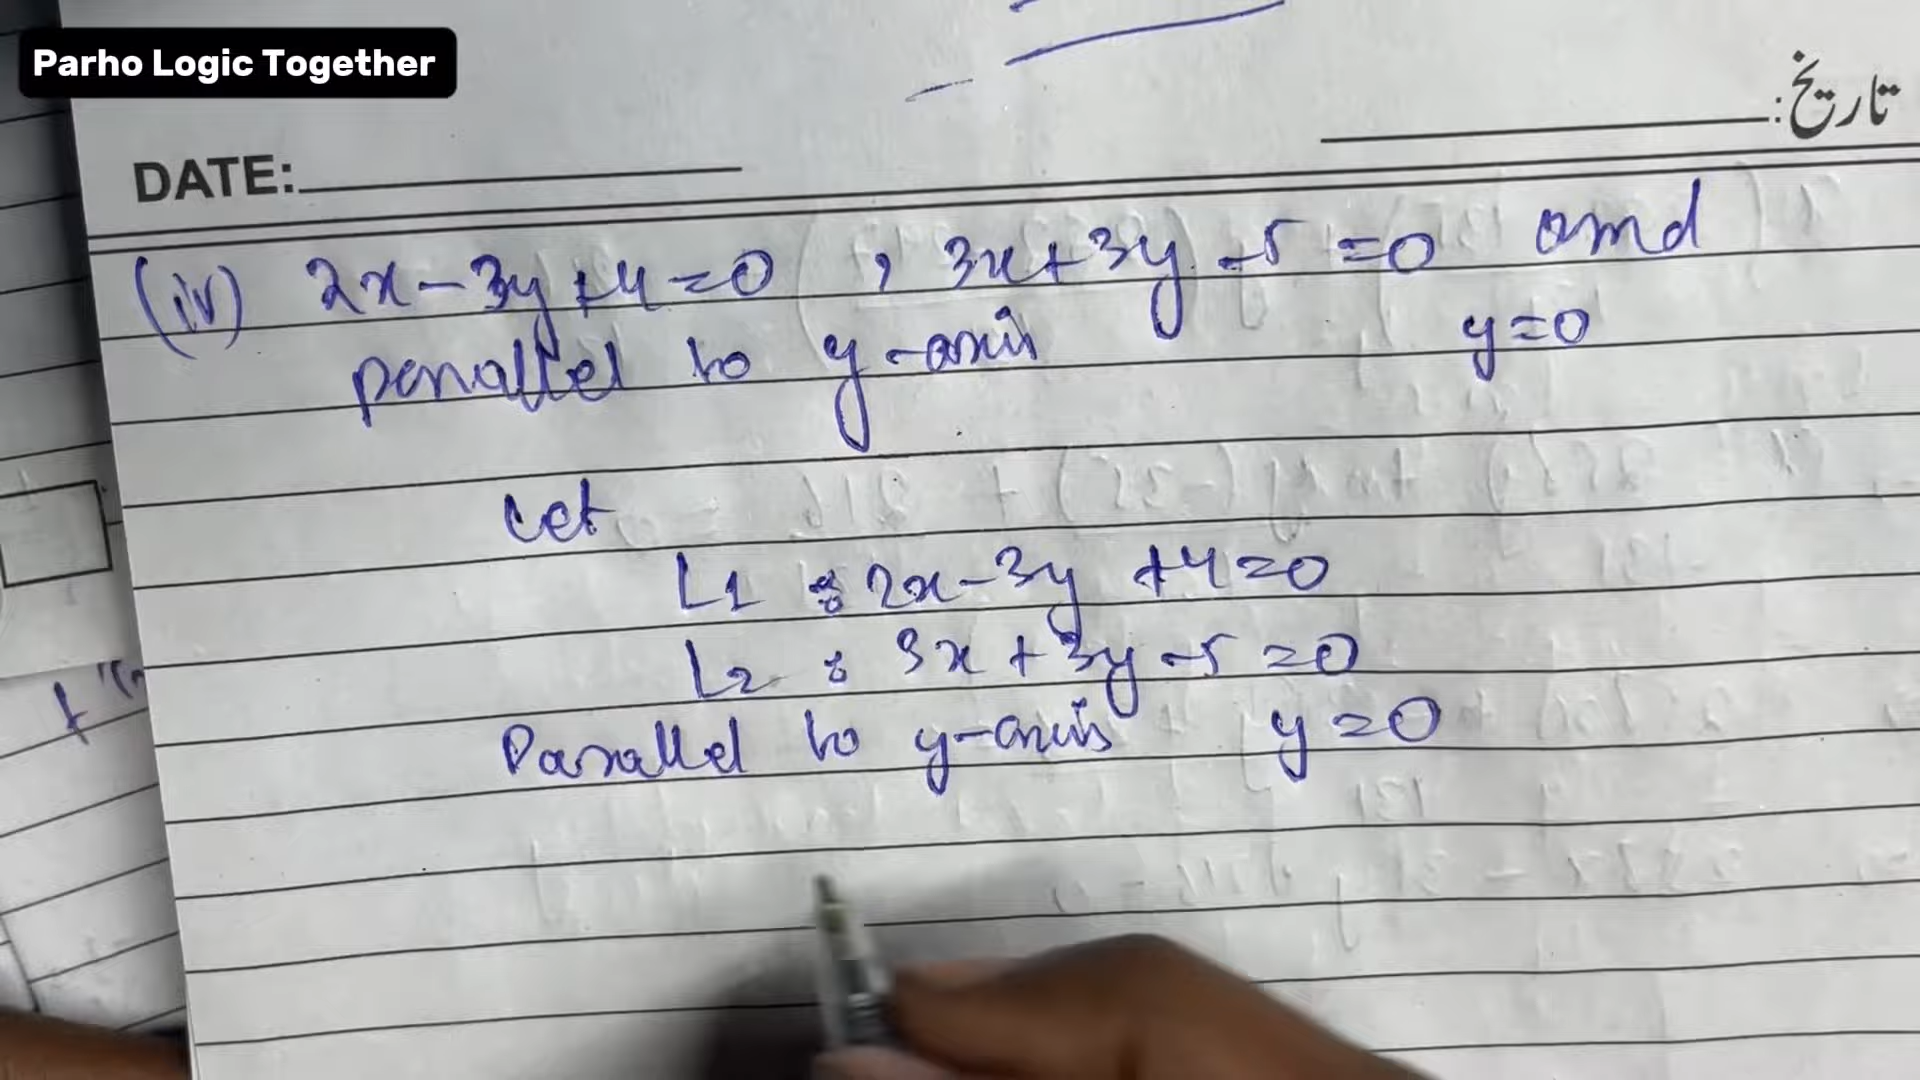 Parho Logic Together
تاریخ:
DATE:
(iv) 2x-3y+4=0 , 3x+3y-5=0 and
parallel to y-axis y=0
Let
L1 : 2x-3y+4=0
L2 : 3x+3y-5=0
Parallel to y-axis y=0